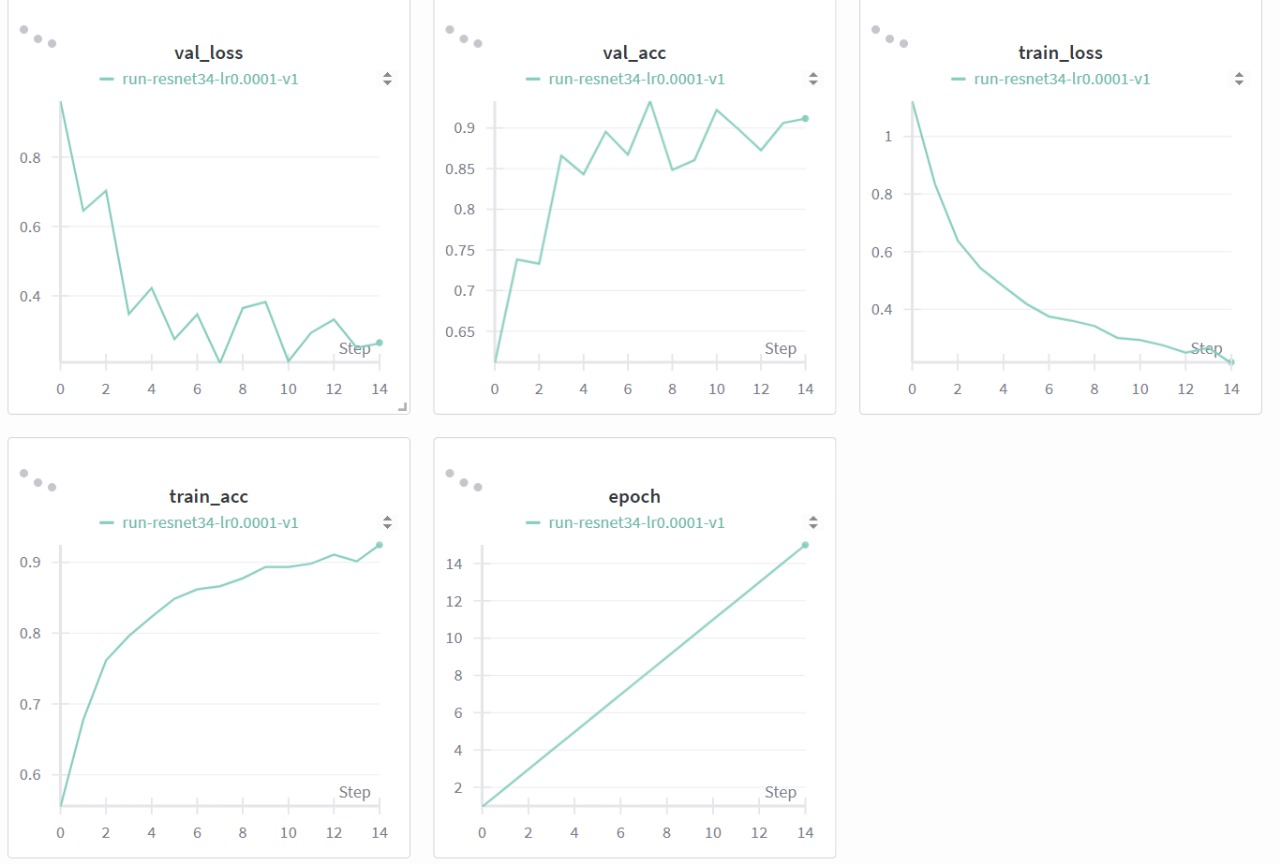 val_loss
run-resnet34-lr0.0001-v1
0.8
0.6
0.4
Step
0 2 4 6 8 10 12 14
val_acc
run-resnet34-lr0.0001-v1
0.9
0.85
0.8
0.75
0.7
0.65
Step
0 2 4 6 8 10 12 14
train_loss
run-resnet34-lr0.0001-v1
1
0.8
0.6
0.4
Step
0 2 4 6 8 10 12 14
train_acc
run-resnet34-lr0.0001-v1
0.9
0.8
0.7
0.6
Step
0 2 4 6 8 10 12 14
epoch
run-resnet34-lr0.0001-v1
14
12
10
8
6
4
2
Step
0 2 4 6 8 10 12 14